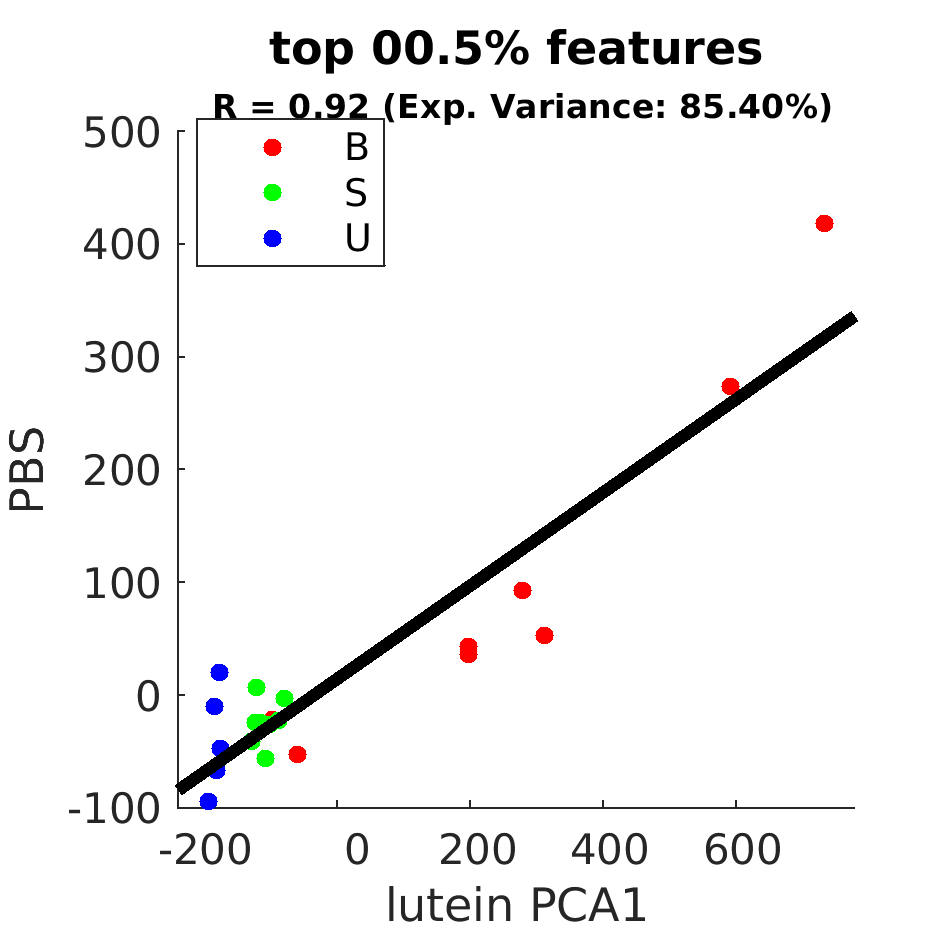 top 00.5% features
R = 0.92 (Exp. Variance: 85.40%)
500
400
300
200
100
0
-100
B
S
U
PBS
-200 0 200 400 600
lutein PCA1